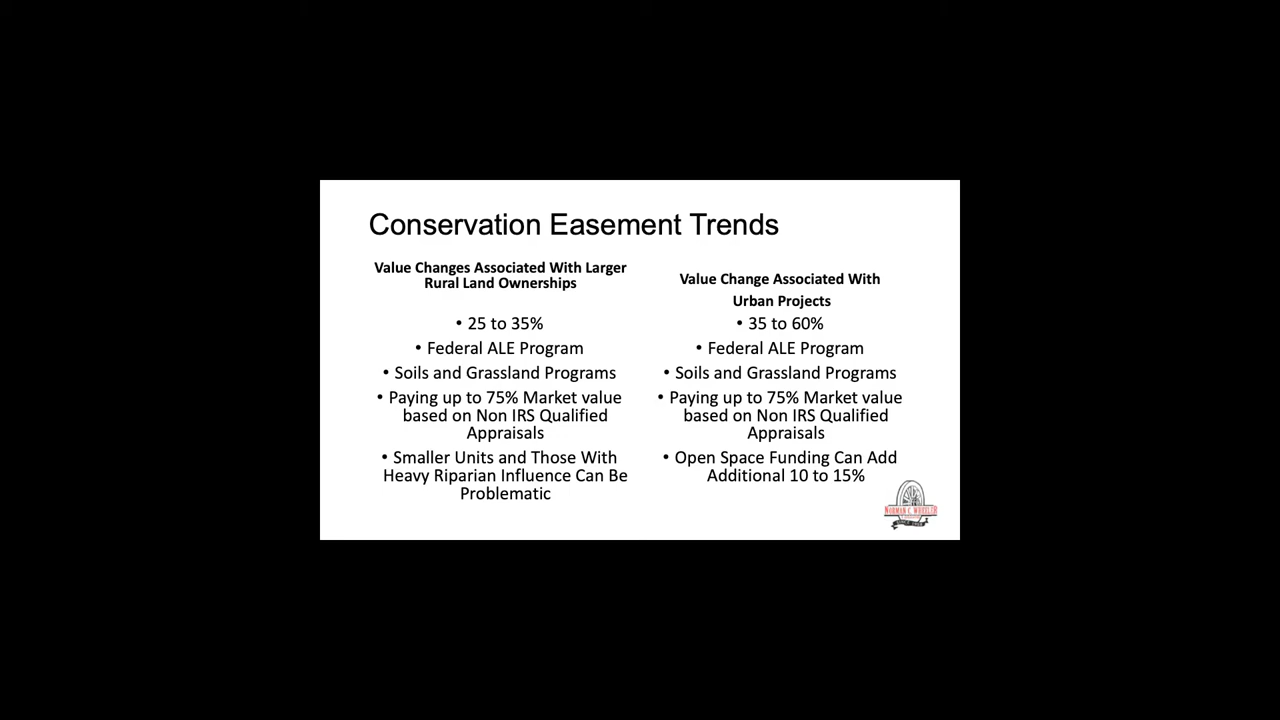 Conservation Easement Trends
Value Changes Associated With Larger
Rural Land Ownerships
• 25 to 35%
• Federal ALE Program
• Soils and Grassland Programs
• Paying up to 75% Market value
based on Non IRS Qualified
Appraisals
• Smaller Units and Those With
Heavy Riparian Influence Can Be
Problematic
Value Change Associated With
Urban Projects
• 35 to 60%
• Federal ALE Program
• Soils and Grassland Programs
• Paying up to 75% Market value
based on Non IRS Qualified
Appraisals
• Open Space Funding Can Add
Additional 10 to 15%
NORMAN C. WHEELER